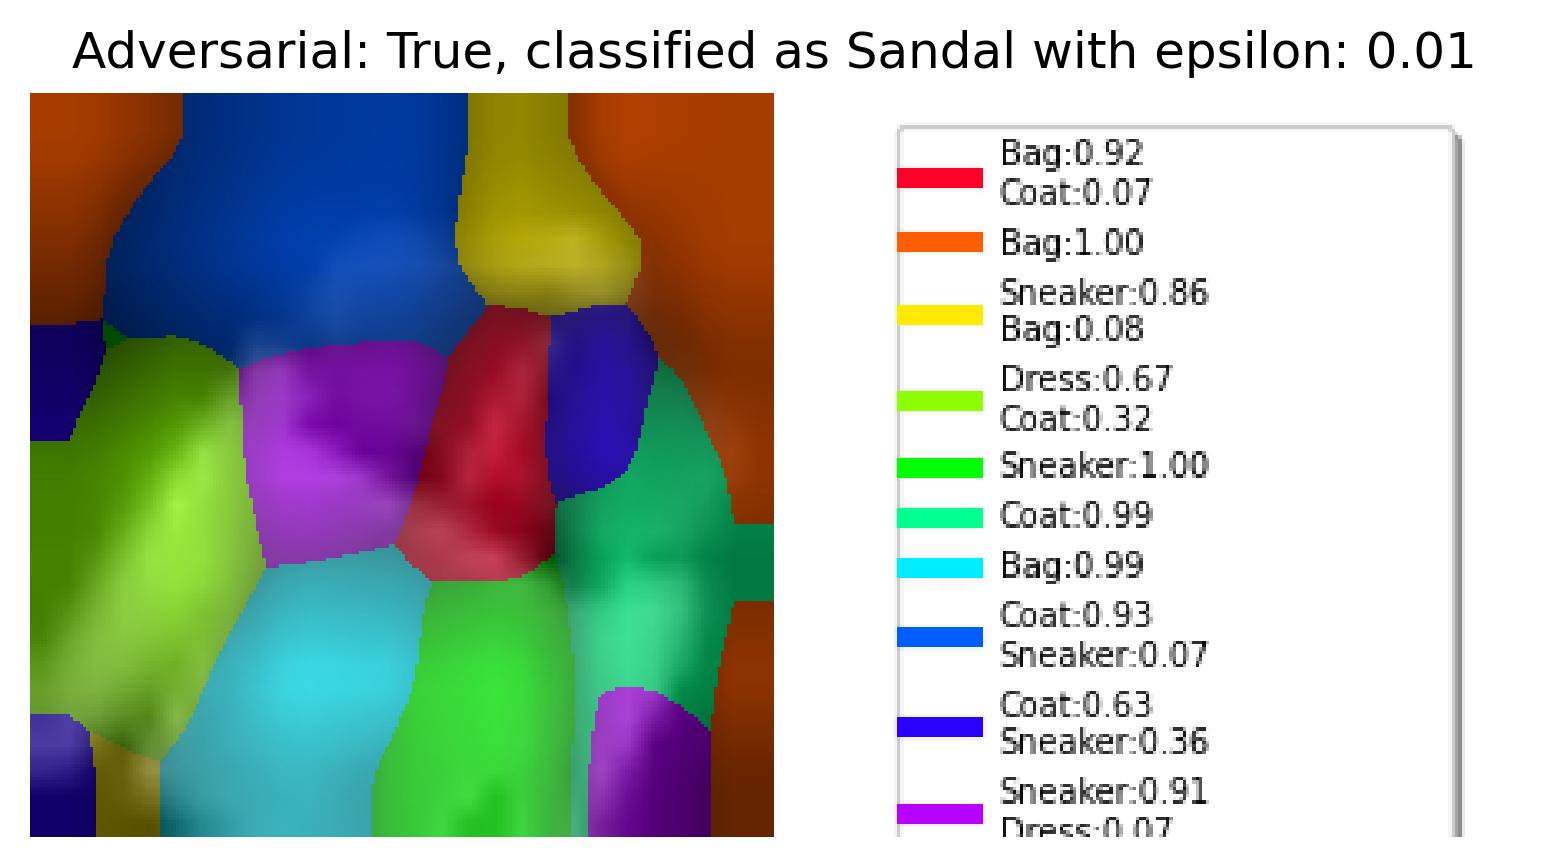 Adversarial: True, classified as Sandal with epsilon: 0.01
Bag:0.92
Coat:0.07
Bag:1.00
Sneaker:0.86
Bag:0.08
Dress:0.67
Coat:0.32
Sneaker:1.00
Coat:0.99
Bag:0.99
Coat:0.93
Sneaker:0.07
Coat:0.63
Sneaker:0.36
Sneaker:0.91
Dress:0.07